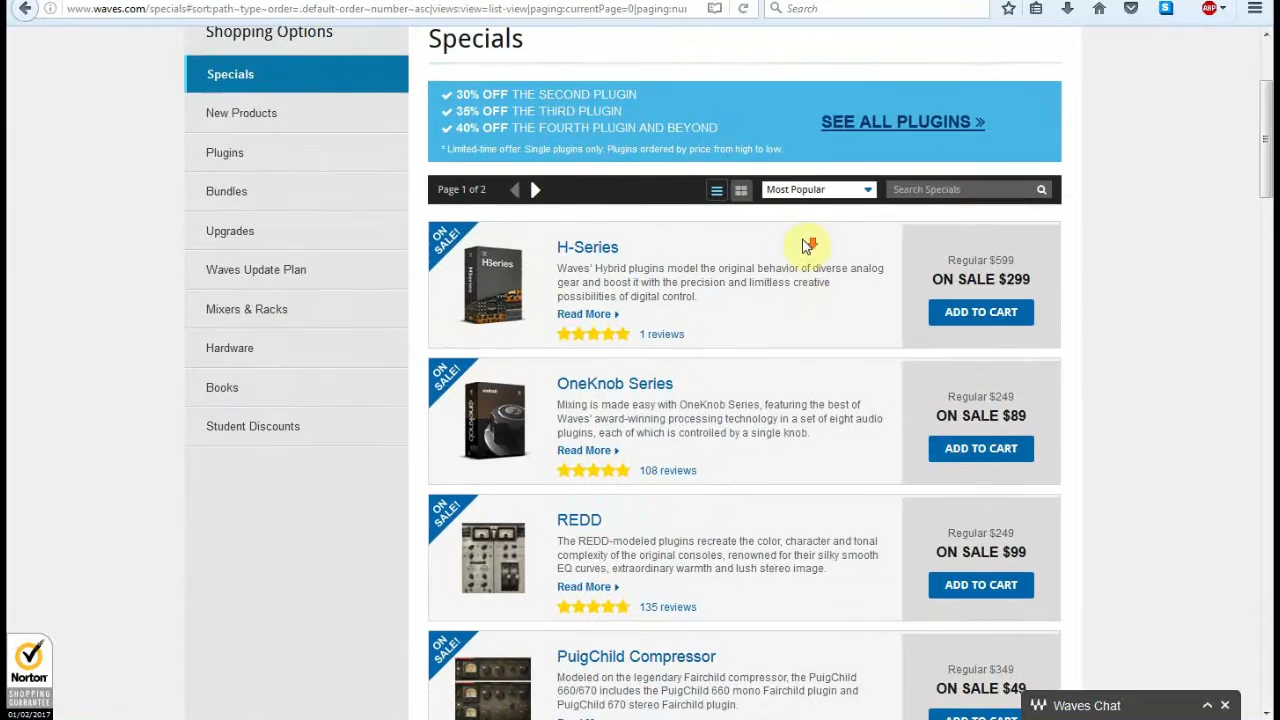 www.waves.com/specials#sort:path~type~order=.default-order~number~asc|views:view=list-view|paging:currentPage=0|paging:nui
Search
Shopping Options
Specials
New Products
Plugins
Bundles
Upgrades
Waves Update Plan
Mixers & Racks
Hardware
Books
Student Discounts
Specials
30% OFF THE SECOND PLUGIN
35% OFF THE THIRD PLUGIN
40% OFF THE FOURTH PLUGIN AND BEYOND
* Limited-time offer. Single plugins only. Plugins ordered by price from high to low.
SEE ALL PLUGINS »
Page 1 of 2
Most Popular
Search Specials
ON SALE!
H-Series
Waves' Hybrid plugins model the original behavior of diverse analog
gear and boost it with the precision and limitless creative
possibilities of digital control.
Read More
1 reviews
Regular $599
ON SALE $299
ADD TO CART
ON SALE!
OneKnob Series
Mixing is made easy with OneKnob Series, featuring the best of
Waves' award-winning processing technology in a set of eight audio
plugins, each of which is controlled by a single knob.
Read More
108 reviews
Regular $249
ON SALE $89
ADD TO CART
ON SALE!
REDD
The REDD-modeled plugins recreate the color, character and tonal
complexity of the original consoles, renowned for their silky smooth
EQ curves, extraordinary warmth and lush stereo image.
Read More
135 reviews
Regular $249
ON SALE $99
ADD TO CART
ON SALE!
PuigChild Compressor
Modeled on the legendary Fairchild compressor, the PuigChild
660/670 includes the PuigChild 660 mono Fairchild plugin and
PuigChild 670 stereo Fairchild plugin.
Regular $349
ON SALE $49
Waves Chat
Norton
SHOPPING
GUARANTEE
01/02/2017
ABP
HSeries
oneknob